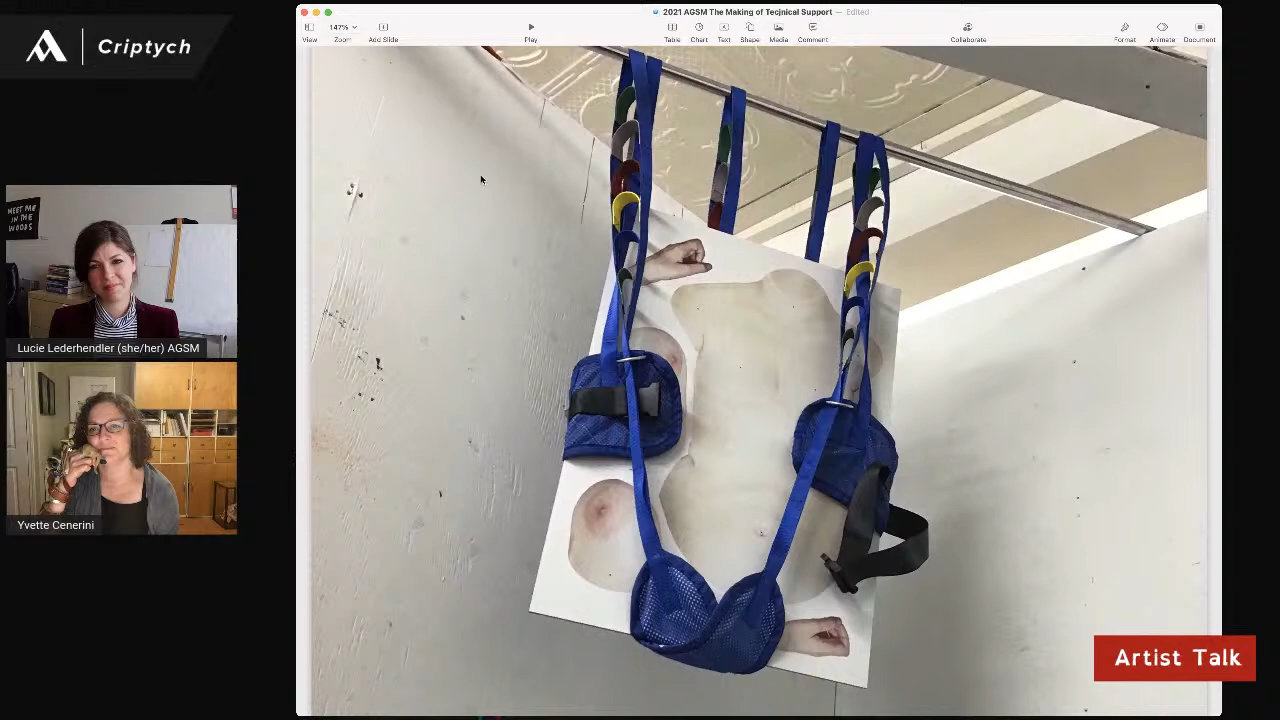 Criptych
2021 AGSM The Making of Tecjnical Support — Edited
147%
View
Zoom
Add Slide
Play
Table
Chart
Text
Shape
Media
Comment
Collaborate
Format
Animate
Document
MEET ME
IN THE
WOODS
Lucie Lederhendler (she/her) AGSM
Yvette Cenerini
Artist Talk